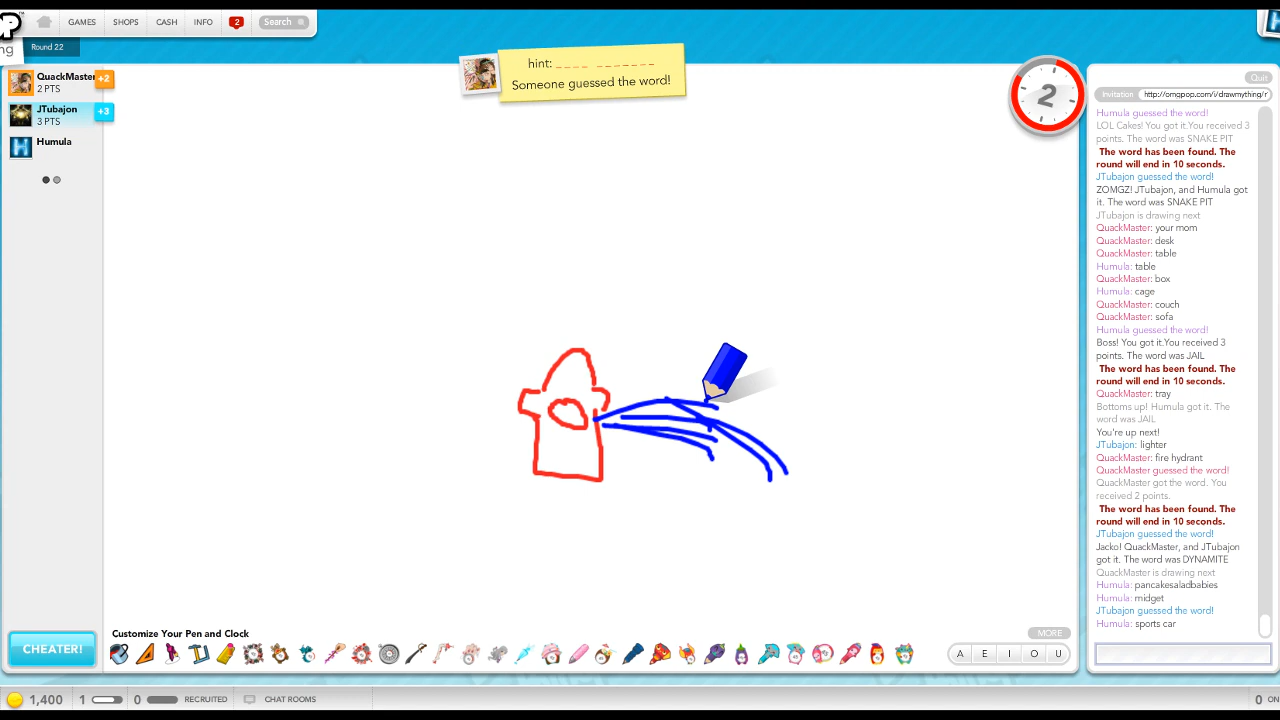 GAMES SHOPS CASH INFO 2 Search
ng Round 22
QuackMaster +2
2 PTS
JTubajon +3
3 PTS
Humula
hint: _ _ _ _ _ _ _ _ _ _ _
Someone guessed the word!
2
Quit
Invitation http://omgpop.com/i/drawmything/r
Humula guessed the word!
LOL Cakes! You got it.You received 3
points. The word was SNAKE PIT
The word has been found. The
round will end in 10 seconds.
JTubajon guessed the word!
ZOMGZ! JTubajon, and Humula got
it. The word was SNAKE PIT
JTubajon is drawing next
QuackMaster: your mom
QuackMaster: desk
QuackMaster: table
Humula: table
QuackMaster: box
Humula: cage
QuackMaster: couch
QuackMaster: sofa
Humula guessed the word!
Boss! You got it.You received 3
points. The word was JAIL
The word has been found. The
round will end in 10 seconds.
QuackMaster: tray
Bottoms up! Humula got it. The
word was JAIL
You're up next!
JTubajon: lighter
QuackMaster: fire hydrant
QuackMaster guessed the word!
QuackMaster got the word. You
received 2 points.
The word has been found. The
round will end in 10 seconds.
JTubajon guessed the word!
Jacko! QuackMaster, and JTubajon
got it. The word was DYNAMITE
QuackMaster is drawing next
Humula: pancakesaladbabies
Humula: midget
JTubajon guessed the word!
Humula: sports car
Customize Your Pen and Clock
MORE
A E I O U
CHEATER!
1,400 1 0 RECRUITED CHAT ROOMS 0 ON